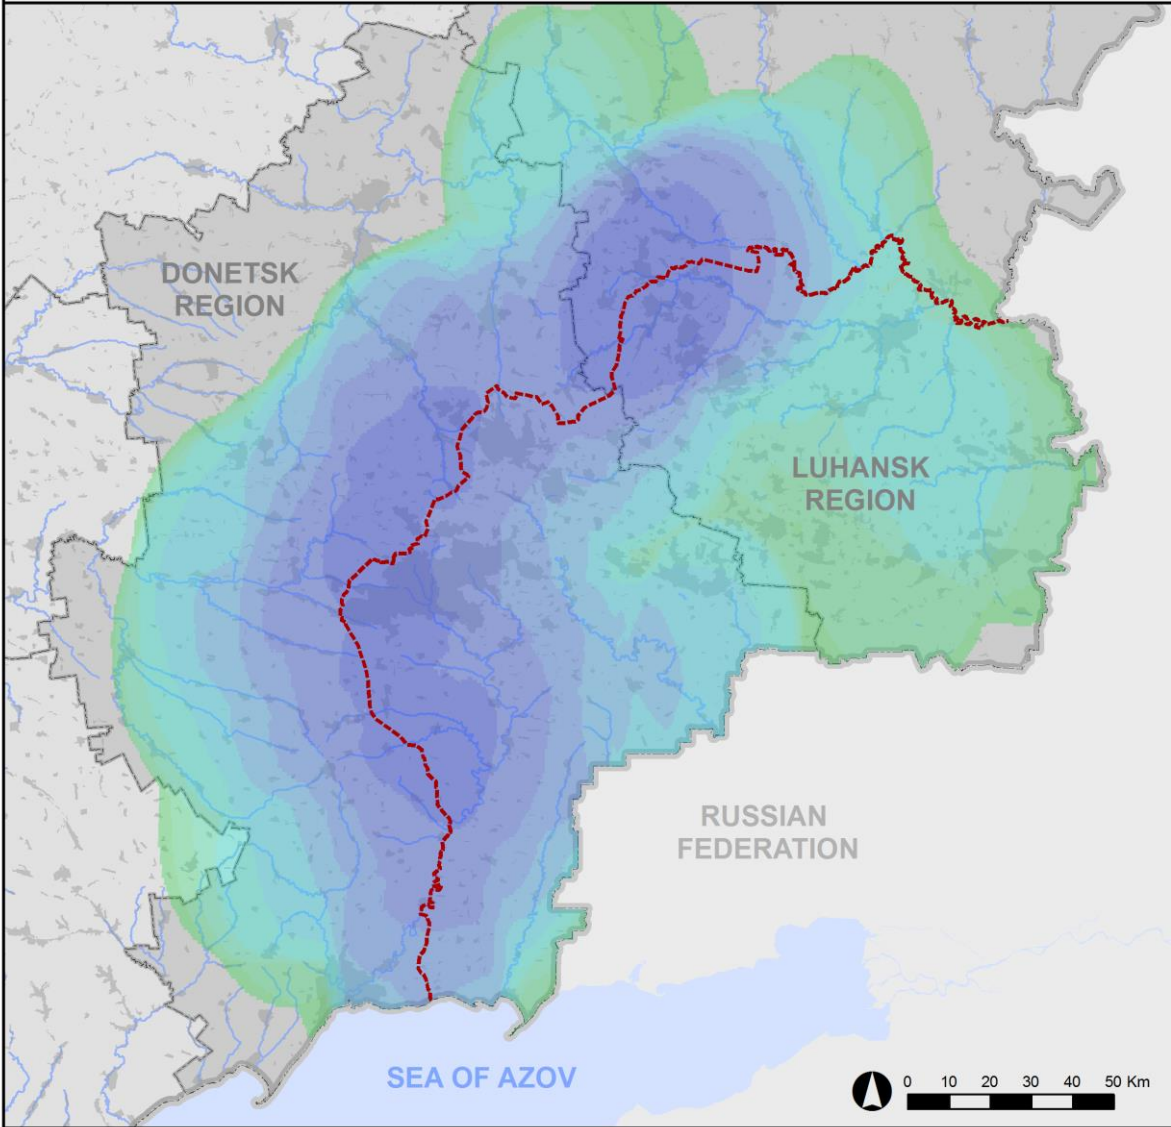 DONETSK
REGION
LUHANSK
REGION
RUSSIAN
FEDERATION
SEA OF AZOV
0 10 20 30 40 50 Km